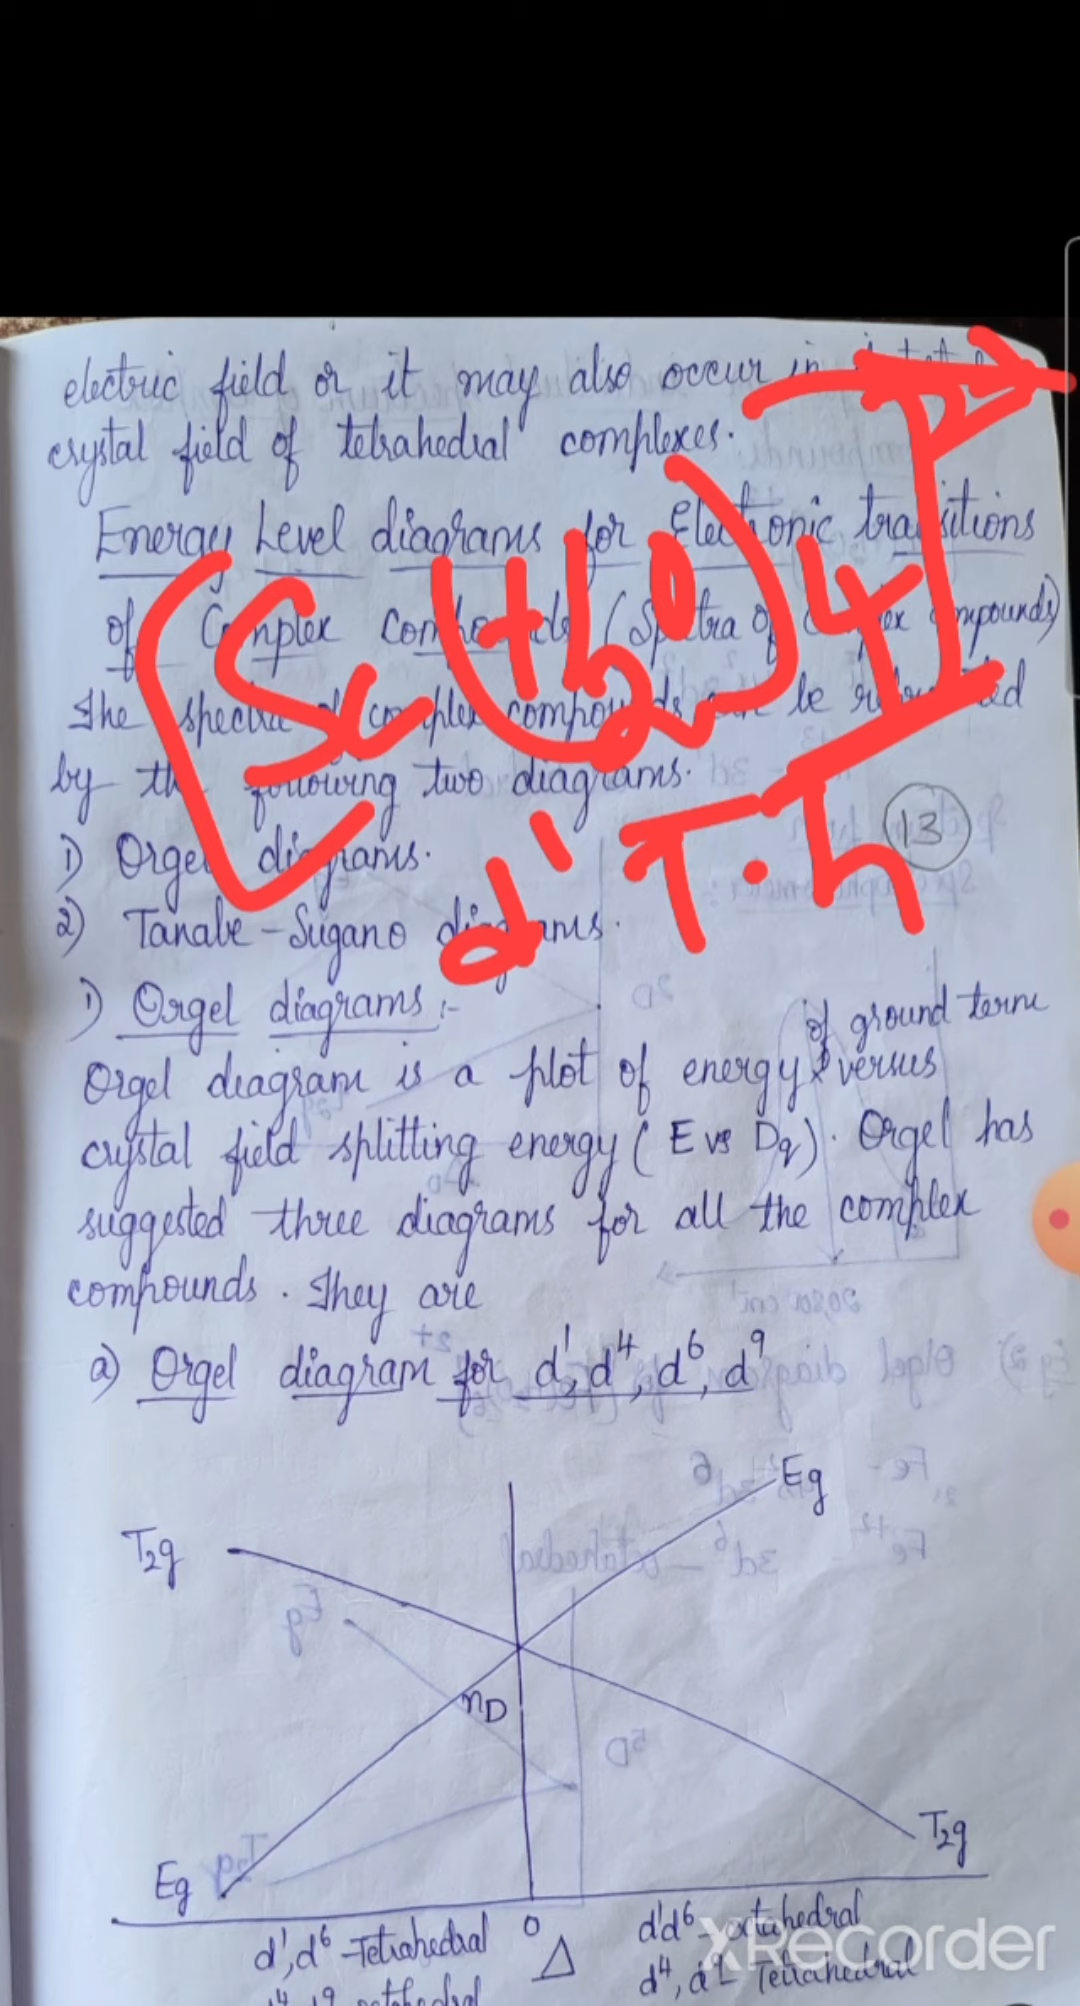 electric field or it may also occur in
crystal field of tetrahedral complexes.
Energy Level diagrams for Electronic transitions
of Complex Compounds (Spectra of Complex Compounds)
The spectra of complex compounds can be represented
by the following two diagrams.
1) Orgel diagrams.
13
2) Tanabe-Sugano diagrams.
[Sc(H2O)4]
d1 T.h
1) Orgel diagrams:-
of ground term
Orgel diagram is a plot of energy versus
crystal field splitting energy (E vs Dq). Orgel has
suggested three diagrams for all the complex
compounds. They are
a) Orgel diagram for d1, d4, d6, d9
Eg
T2g
nD
T2g
Eg
0
d1, d6 - Tetrahedral
d1 d6 - octahedral
Δ
d4, d9 - Tetrahedral
d4 d9 octahedral
XRecorder